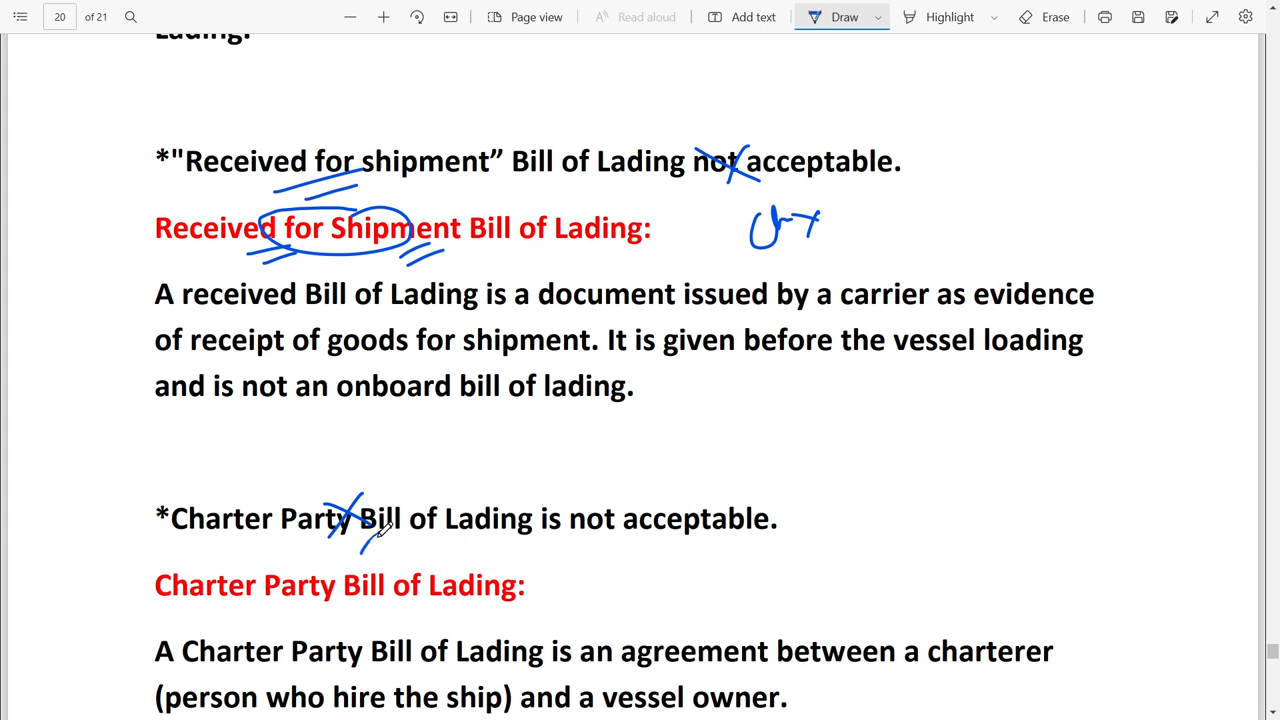 20 of 21 Page view Read aloud Add text Draw Highlight Erase
Lading.
*"Received for shipment” Bill of Lading not acceptable.
Received for Shipment Bill of Lading:
A received Bill of Lading is a document issued by a carrier as evidence
of receipt of goods for shipment. It is given before the vessel loading
and is not an onboard bill of lading.
*Charter Party Bill of Lading is not acceptable.
Charter Party Bill of Lading:
A Charter Party Bill of Lading is an agreement between a charterer
(person who hire the ship) and a vessel owner.